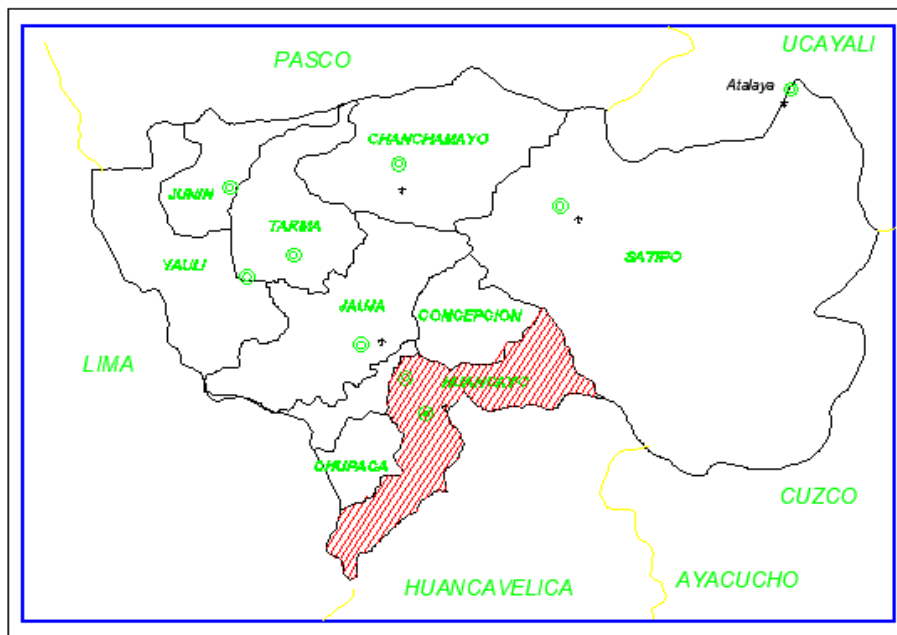 UCAYALI
PASCO
Atalaya
CHANCHAMAYO
JUNIN
TARMA
YAULI
SATIPO
JAUJA
CONCEPCION
LIMA
HUANCAYO
CHUPACA
CUZCO
AYACUCHO
HUANCAVELICA